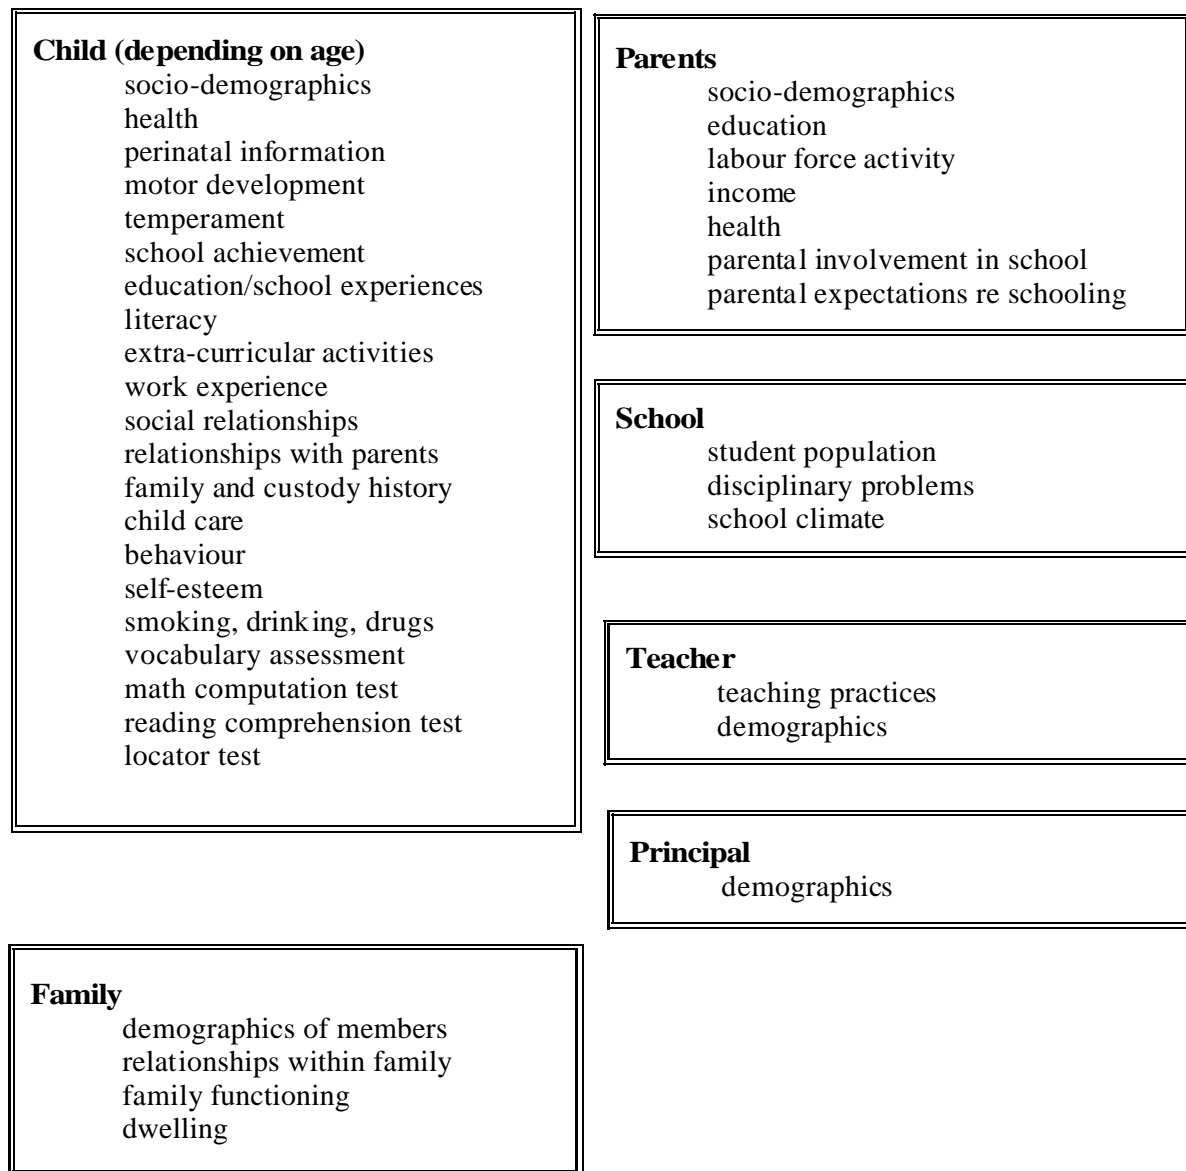 Child (depending on age)
socio-demographics
health
perinatal information
motor development
temperament
school achievement
education/school experiences
literacy
extra-curricular activities
work experience
social relationships
relationships with parents
family and custody history
child care
behaviour
self-esteem
smoking, drinking, drugs
vocabulary assessment
math computation test
reading comprehension test
locator test
Parents
socio-demographics
education
labour force activity
income
health
parental involvement in school
parental expectations re schooling
School
student population
disciplinary problems
school climate
Teacher
teaching practices
demographics
Principal
demographics
Family
demographics of members
relationships within family
family functioning
dwelling